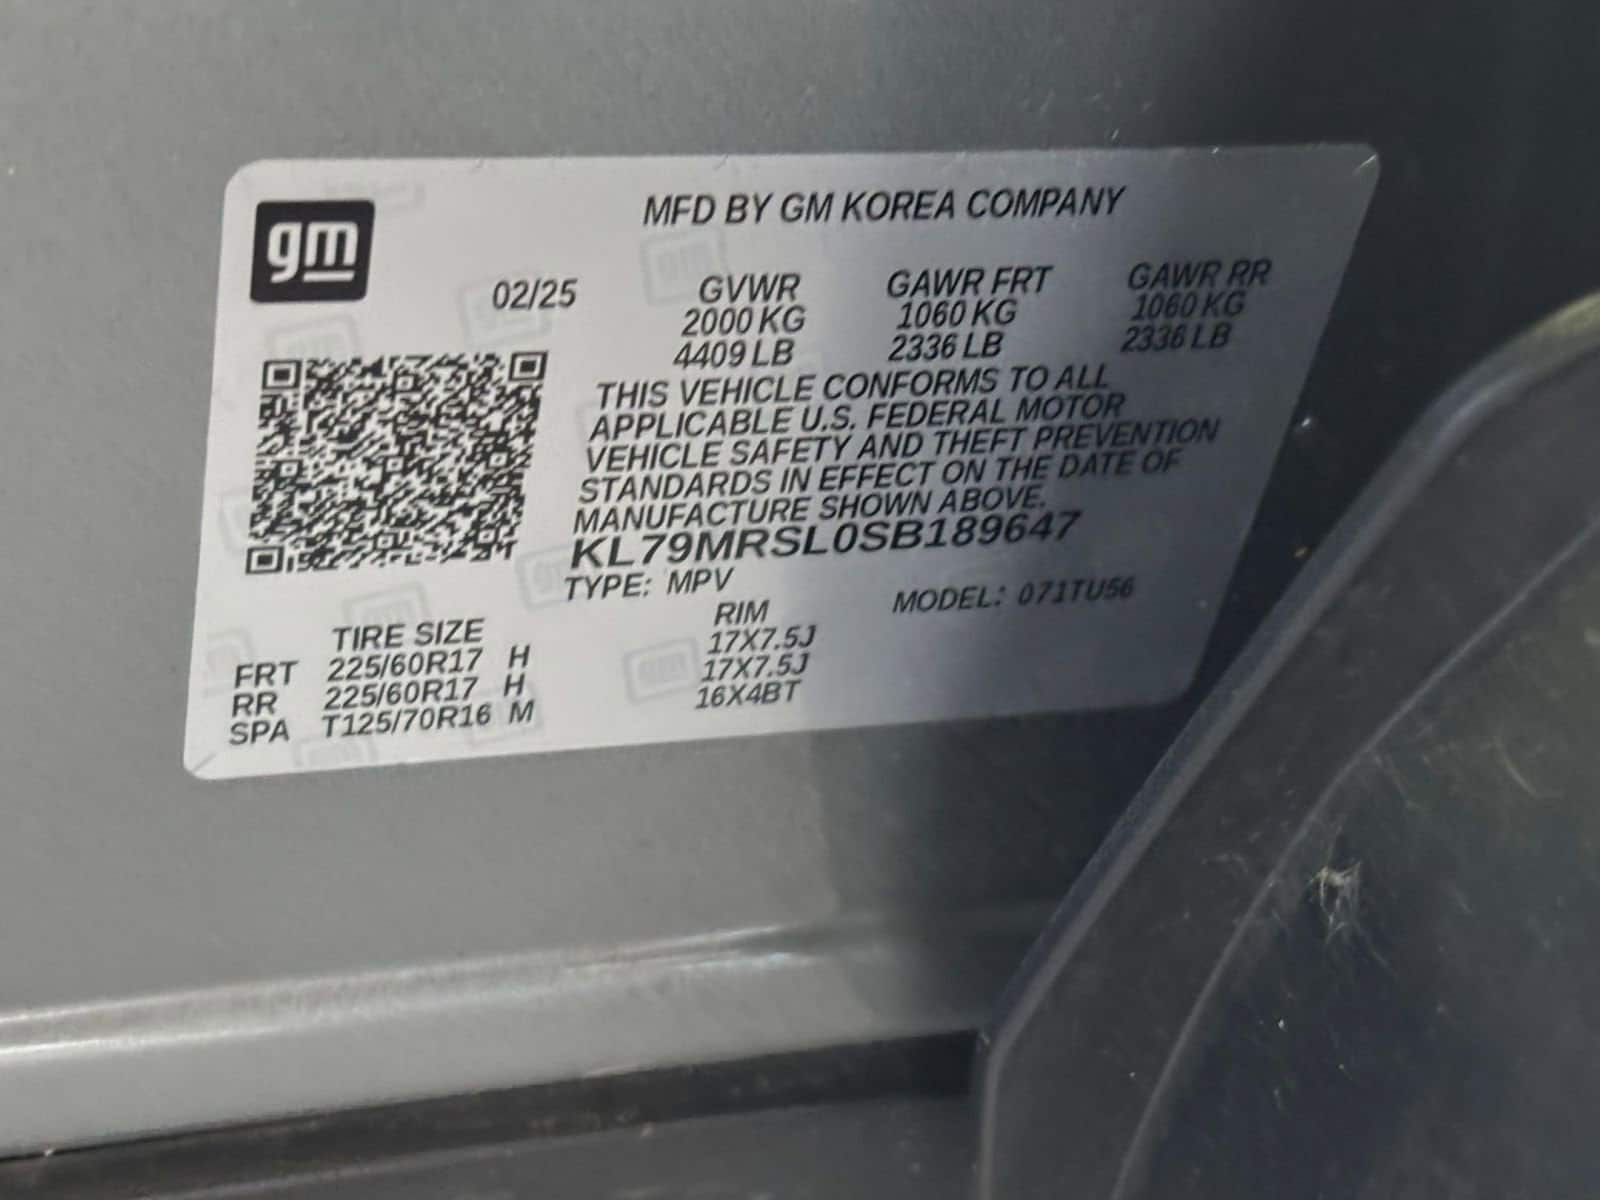 gm
MFD BY GM KOREA COMPANY
02/25 GVWR GAWR FRT GAWR RR
2000 KG 1060 KG 1060 KG
4409 LB 2336 LB 2336 LB
THIS VEHICLE CONFORMS TO ALL
APPLICABLE U.S. FEDERAL MOTOR
VEHICLE SAFETY AND THEFT PREVENTION
STANDARDS IN EFFECT ON THE DATE OF
MANUFACTURE SHOWN ABOVE.
KL79MRSL0SB189647
TYPE: MPV MODEL: 071TU56
TIRE SIZE RIM
FRT 225/60R17 H 17X7.5J
RR 225/60R17 H 17X7.5J
SPA T125/70R16 M 16X4BT